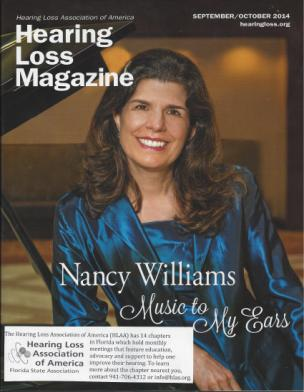 Hearing Loss Association of America
SEPTEMBER/OCTOBER 2014
hearingloss.org
Hearing
Loss
Magazine
Nancy Williams
Music to
My Ears
The Hearing Loss Association of America (HLAA) has 14 chapters
in Florida which hold monthly
meetings that feature education,
advocacy and support to help one
improve their hearing. To learn
more about the chapter nearest you,
contact 941-706-4312 or info@hlas.org
Hearing Loss
Association
of America
Florida State Association